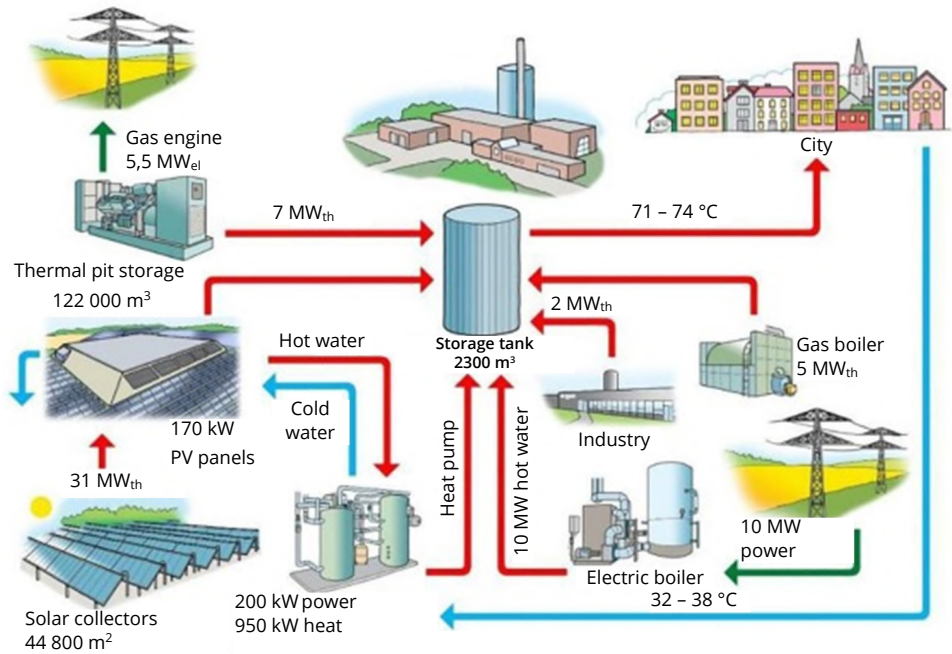 Gas engine
5,5 MWel
7 MWth
71 – 74 °C
City
Thermal pit storage
122 000 m³
Hot water
2 MWth
Storage tank
2300 m³
Gas boiler
5 MWth
Cold
water
170 kW
PV panels
Industry
31 MWth
Heat pump
10 MW hot water
10 MW
power
Electric boiler
32 – 38 °C
200 kW power
950 kW heat
Solar collectors
44 800 m²